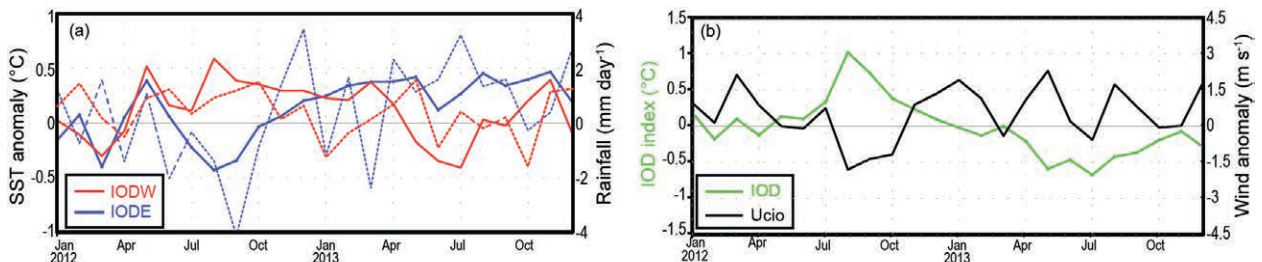 (a)
SST anomaly (°C)
1
0.5
0
-0.5
-1
4
2
0
-2
-4
Rainfall (mm day⁻¹)
IODW
IODE
Jan Apr Jul Oct Jan Apr Jul Oct
2012 2013
(b)
IOD index (°C)
1.5
1
0.5
0
-0.5
-1
-1.5
4.5
3
1.5
0
-1.5
-3
-4.5
Wind anomaly (m s⁻¹)
IOD
Ucio
Jan Apr Jul Oct Jan Apr Jul Oct
2012 2013